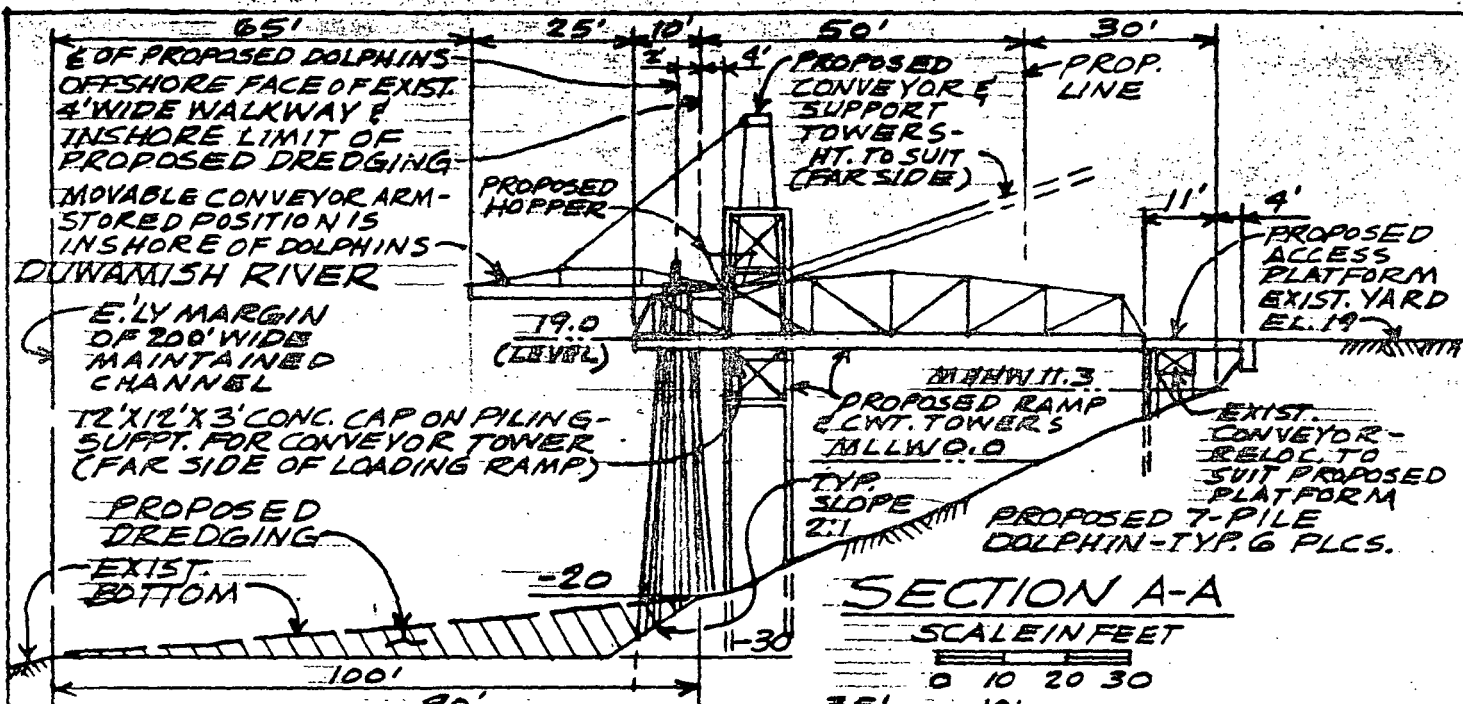 65' 25' 10' 50' 30'
℄ OF PROPOSED DOLPHINS
OFFSHORE FACE OF EXIST.
4' WIDE WALKWAY &
INSHORE LIMIT OF
PROPOSED DREDGING
2' 4'
PROPOSED
CONVEYOR &
SUPPORT
TOWERS-
HT. TO SUIT
(FAR SIDE)
PROP.
LINE
MOVABLE CONVEYOR ARM-
STORED POSITION IS
INSHORE OF DOLPHINS
PROPOSED
HOPPER
11' 4'
PROPOSED
ACCESS
PLATFORM
EXIST. YARD
EL. 19
DUWAMISH RIVER
E'.LY MARGIN
OF 200' WIDE
MAINTAINED
CHANNEL
19.0
(LEVEL)
MHHW 11.3
PROPOSED RAMP
& CWT. TOWERS
MLLW 0.0
12'X12'X3' CONC. CAP ON PILING-
SUPPT. FOR CONVEYOR TOWER
(FAR SIDE OF LOADING RAMP)
EXIST.
CONVEYOR-
RELOC. TO
SUIT PROPOSED
PLATFORM
TYP.
SLOPE
2:1
PROPOSED 7-PILE
DOLPHIN-TYP. 6 PLCS.
PROPOSED
DREDGING
EXIST.
BOTTOM
-20
-30
SECTION A-A
SCALE IN FEET
0 10 20 30
100'